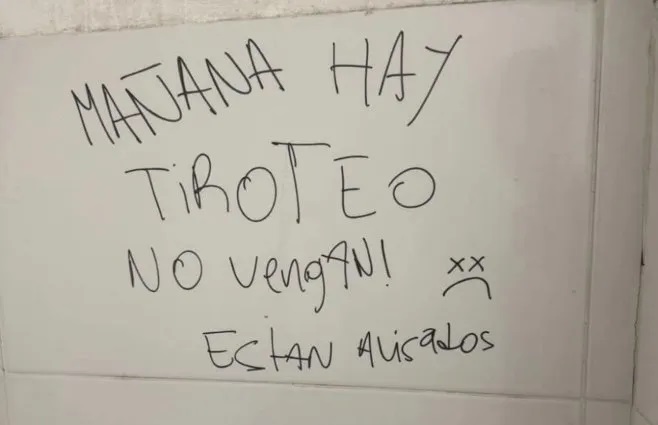 MAÑANA HAY
TiROTEO
NO VengAN!
EsTAN AVisados